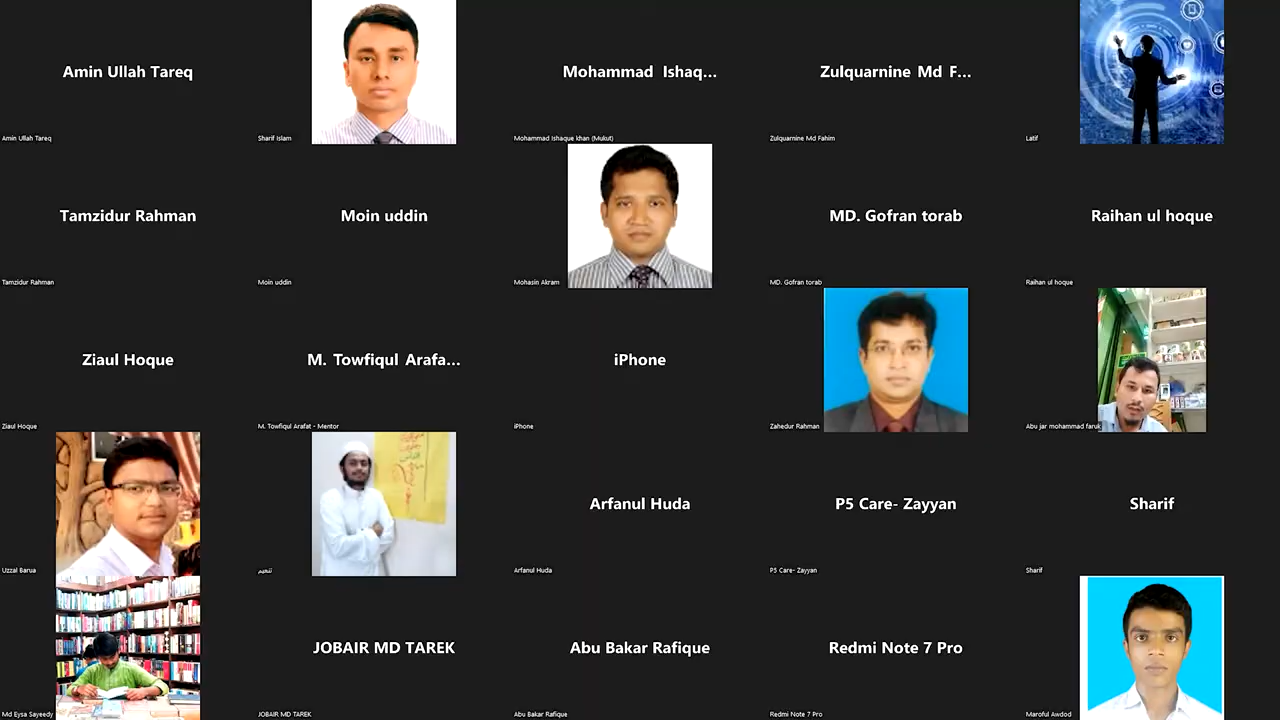 Amin Ullah Tareq
Mohammad Ishaq...
Zulquarnine Md F...
Amin Ullah Tareq
Sharif Islam
Mohammad Ishaque khan (Mukut)
Zulquarnine Md Fahim
Latif
Tamzidur Rahman
Moin uddin
MD. Gofran torab
Raihan ul hoque
Tamzidur Rahman
Moin uddin
Mohasin Akram
MD. Gofran torab
Raihan ul hoque
Ziaul Hoque
M. Towfiqul Arafa...
iPhone
Ziaul Hoque
M. Towfiqul Arafat - Mentor
iPhone
Zahedur Rahman
Abu jar mohammad faruk
Arfanul Huda
P5 Care- Zayyan
Sharif
Uzzal Barua
Arfanul Huda
P5 Care- Zayyan
Sharif
JOBAIR MD TAREK
Abu Bakar Rafique
Redmi Note 7 Pro
Md Eysa Sayeedy
JOBAIR MD TAREK
Abu Bakar Rafique
Redmi Note 7 Pro
Maroful Awdod